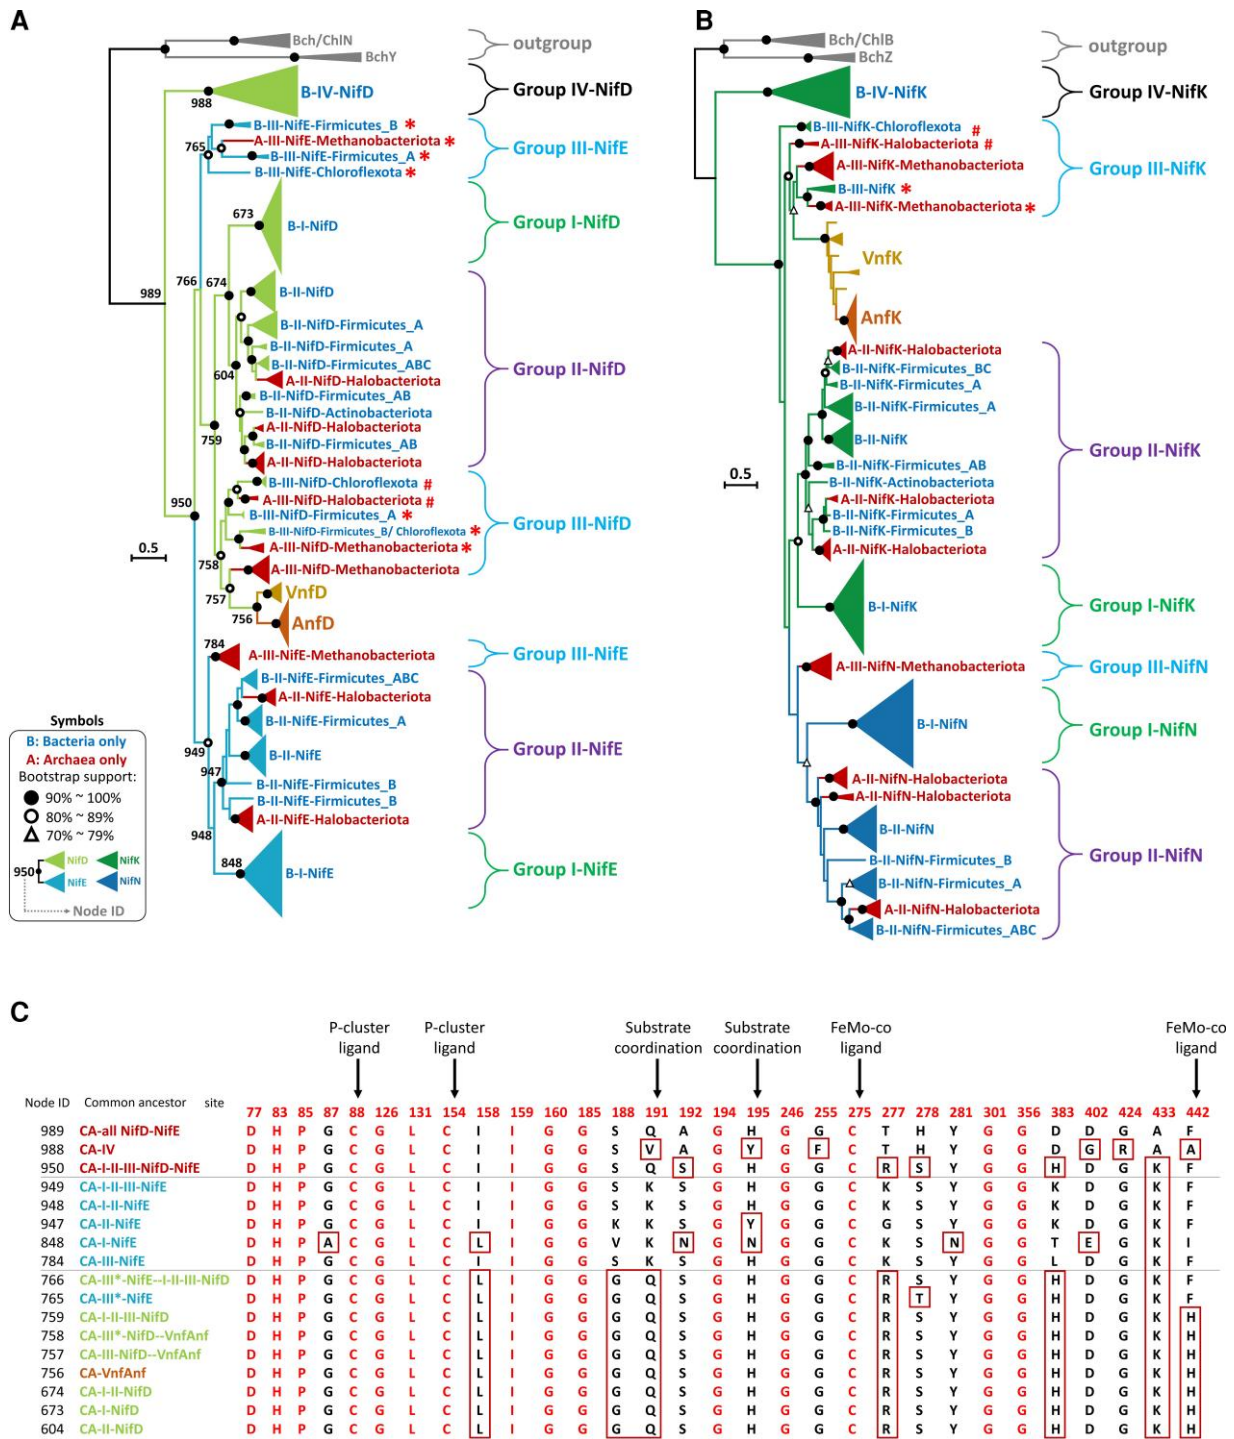 A
Bch/ChlN
BchY
outgroup
988
B-IV-NifD
Group IV-NifD
B-III-NifE-Firmicutes_B *
765
A-III-NifE-Methanobacteriota *
B-III-NifE-Firmicutes_A *
B-III-NifE-Chloroflexota *
Group III-NifE
673
B-I-NifD
Group I-NifD
766
674
989
B-II-NifD
B-II-NifD-Firmicutes_A
B-II-NifD-Firmicutes_A
B-II-NifD-Firmicutes_ABC
604
A-II-NifD-Halobacteriota
B-II-NifD-Firmicutes_AB
B-II-NifD-Actinobacteriota
A-II-NifD-Halobacteriota
759
B-II-NifD-Firmicutes_AB
A-II-NifD-Halobacteriota
Group II-NifD
B-III-NifD-Chloroflexota #
A-III-NifD-Halobacteriota #
950
B-III-NifD-Firmicutes_A *
B-III-NifD-Firmicutes_B/ Chloroflexota *
A-III-NifD-Methanobacteriota *
Group III-NifD
0.5
758
A-III-NifD-Methanobacteriota
757
VnfD
756
AnfD
784
A-III-NifE-Methanobacteriota
Group III-NifE
B-II-NifE-Firmicutes_ABC
A-II-NifE-Halobacteriota
B-II-NifE-Firmicutes_A
949
B-II-NifE
947
B-II-NifE-Firmicutes_B
B-II-NifE-Firmicutes_B
A-II-NifE-Halobacteriota
Group II-NifE
948
848
B-I-NifE
Group I-NifE
Symbols
B: Bacteria only
A: Archaea only
Bootstrap support:
90% ~ 100%
80% ~ 89%
70% ~ 79%
NifD
NifK
950
NifE
NifN
Node ID
B
Bch/ChlB
BchZ
outgroup
B-IV-NifK
Group IV-NifK
B-III-NifK-Chloroflexota #
A-III-NifK-Halobacteriota #
A-III-NifK-Methanobacteriota
B-III-NifK *
A-III-NifK-Methanobacteriota *
Group III-NifK
VnfK
AnfK
A-II-NifK-Halobacteriota
B-II-NifK-Firmicutes_BC
B-II-NifK-Firmicutes_A
B-II-NifK-Firmicutes_A
B-II-NifK
B-II-NifK-Firmicutes_AB
B-II-NifK-Actinobacteriota
A-II-NifK-Halobacteriota
B-II-NifK-Firmicutes_A
B-II-NifK-Firmicutes_B
A-II-NifK-Halobacteriota
Group II-NifK
0.5
B-I-NifK
Group I-NifK
A-III-NifN-Methanobacteriota
Group III-NifN
B-I-NifN
Group I-NifN
A-II-NifN-Halobacteriota
A-II-NifN-Halobacteriota
B-II-NifN
B-II-NifN-Firmicutes_B
B-II-NifN-Firmicutes_A
A-II-NifN-Halobacteriota
B-II-NifN-Firmicutes_ABC
Group II-NifN
C
P-cluster ligand
P-cluster ligand
Substrate coordination
Substrate coordination
FeMo-co ligand
FeMo-co ligand
Node ID Common ancestor site 77 83 85 87 88 126 131 154 158 159 160 185 188 191 192 194 195 246 255 275 277 278 281 301 356 383 402 424 433 442
989 CA-all NifD-NifE D H P G C G L C I I G G S Q A G H G G C T H Y G G D D G A F
988 CA-IV D H P G C G L C I I G G S V A G Y G F C T H Y G G D G R A A
950 CA-I-II-III-NifD-NifE D H P G C G L C I I G G S Q S G H G G C R S Y G G H D G K F
949 CA-I-II-III-NifE D H P G C G L C I I G G S K S G H G G C K S Y G G K D G K F
948 CA-I-II-NifE D H P G C G L C I I G G S K S G H G G C K S Y G G K D G K F
947 CA-II-NifE D H P G C G L C I I G G K K S G Y G G C G S Y G G K D G K F
848 CA-I-NifE D H P A C G L C L I G G V K N G N G G C K S N G G T E G K I
784 CA-III-NifE D H P G C G L C I I G G S K S G H G G C K S Y G G L D G K F
766 CA-III*-NifE--I-II-III-NifD D H P G C G L C L I G G G Q S G H G G C R S Y G G H D G K F
765 CA-III*-NifE D H P G C G L C L I G G G Q S G H G G C R T Y G G H D G K F
759 CA-I-II-III-NifD D H P G C G L C L I G G G Q S G H G G C R S Y G G H D G K H
758 CA-III*-NifD--VnfAnf D H P G C G L C L I G G G Q S G H G G C R S Y G G H D G K H
757 CA-III-NifD--VnfAnf D H P G C G L C L I G G G Q S G H G G C R S Y G G H D G K H
756 CA-VnfAnf D H P G C G L C L I G G G Q S G H G G C R S Y G G H D G K H
674 CA-I-II-NifD D H P G C G L C L I G G G Q S G H G G C R S Y G G H D G K H
673 CA-I-NifD D H P G C G L C L I G G G Q S G H G G C R S Y G G H D G K H
604 CA-II-NifD D H P G C G L C L I G G G Q S G H G G C R S Y G G H D G K H